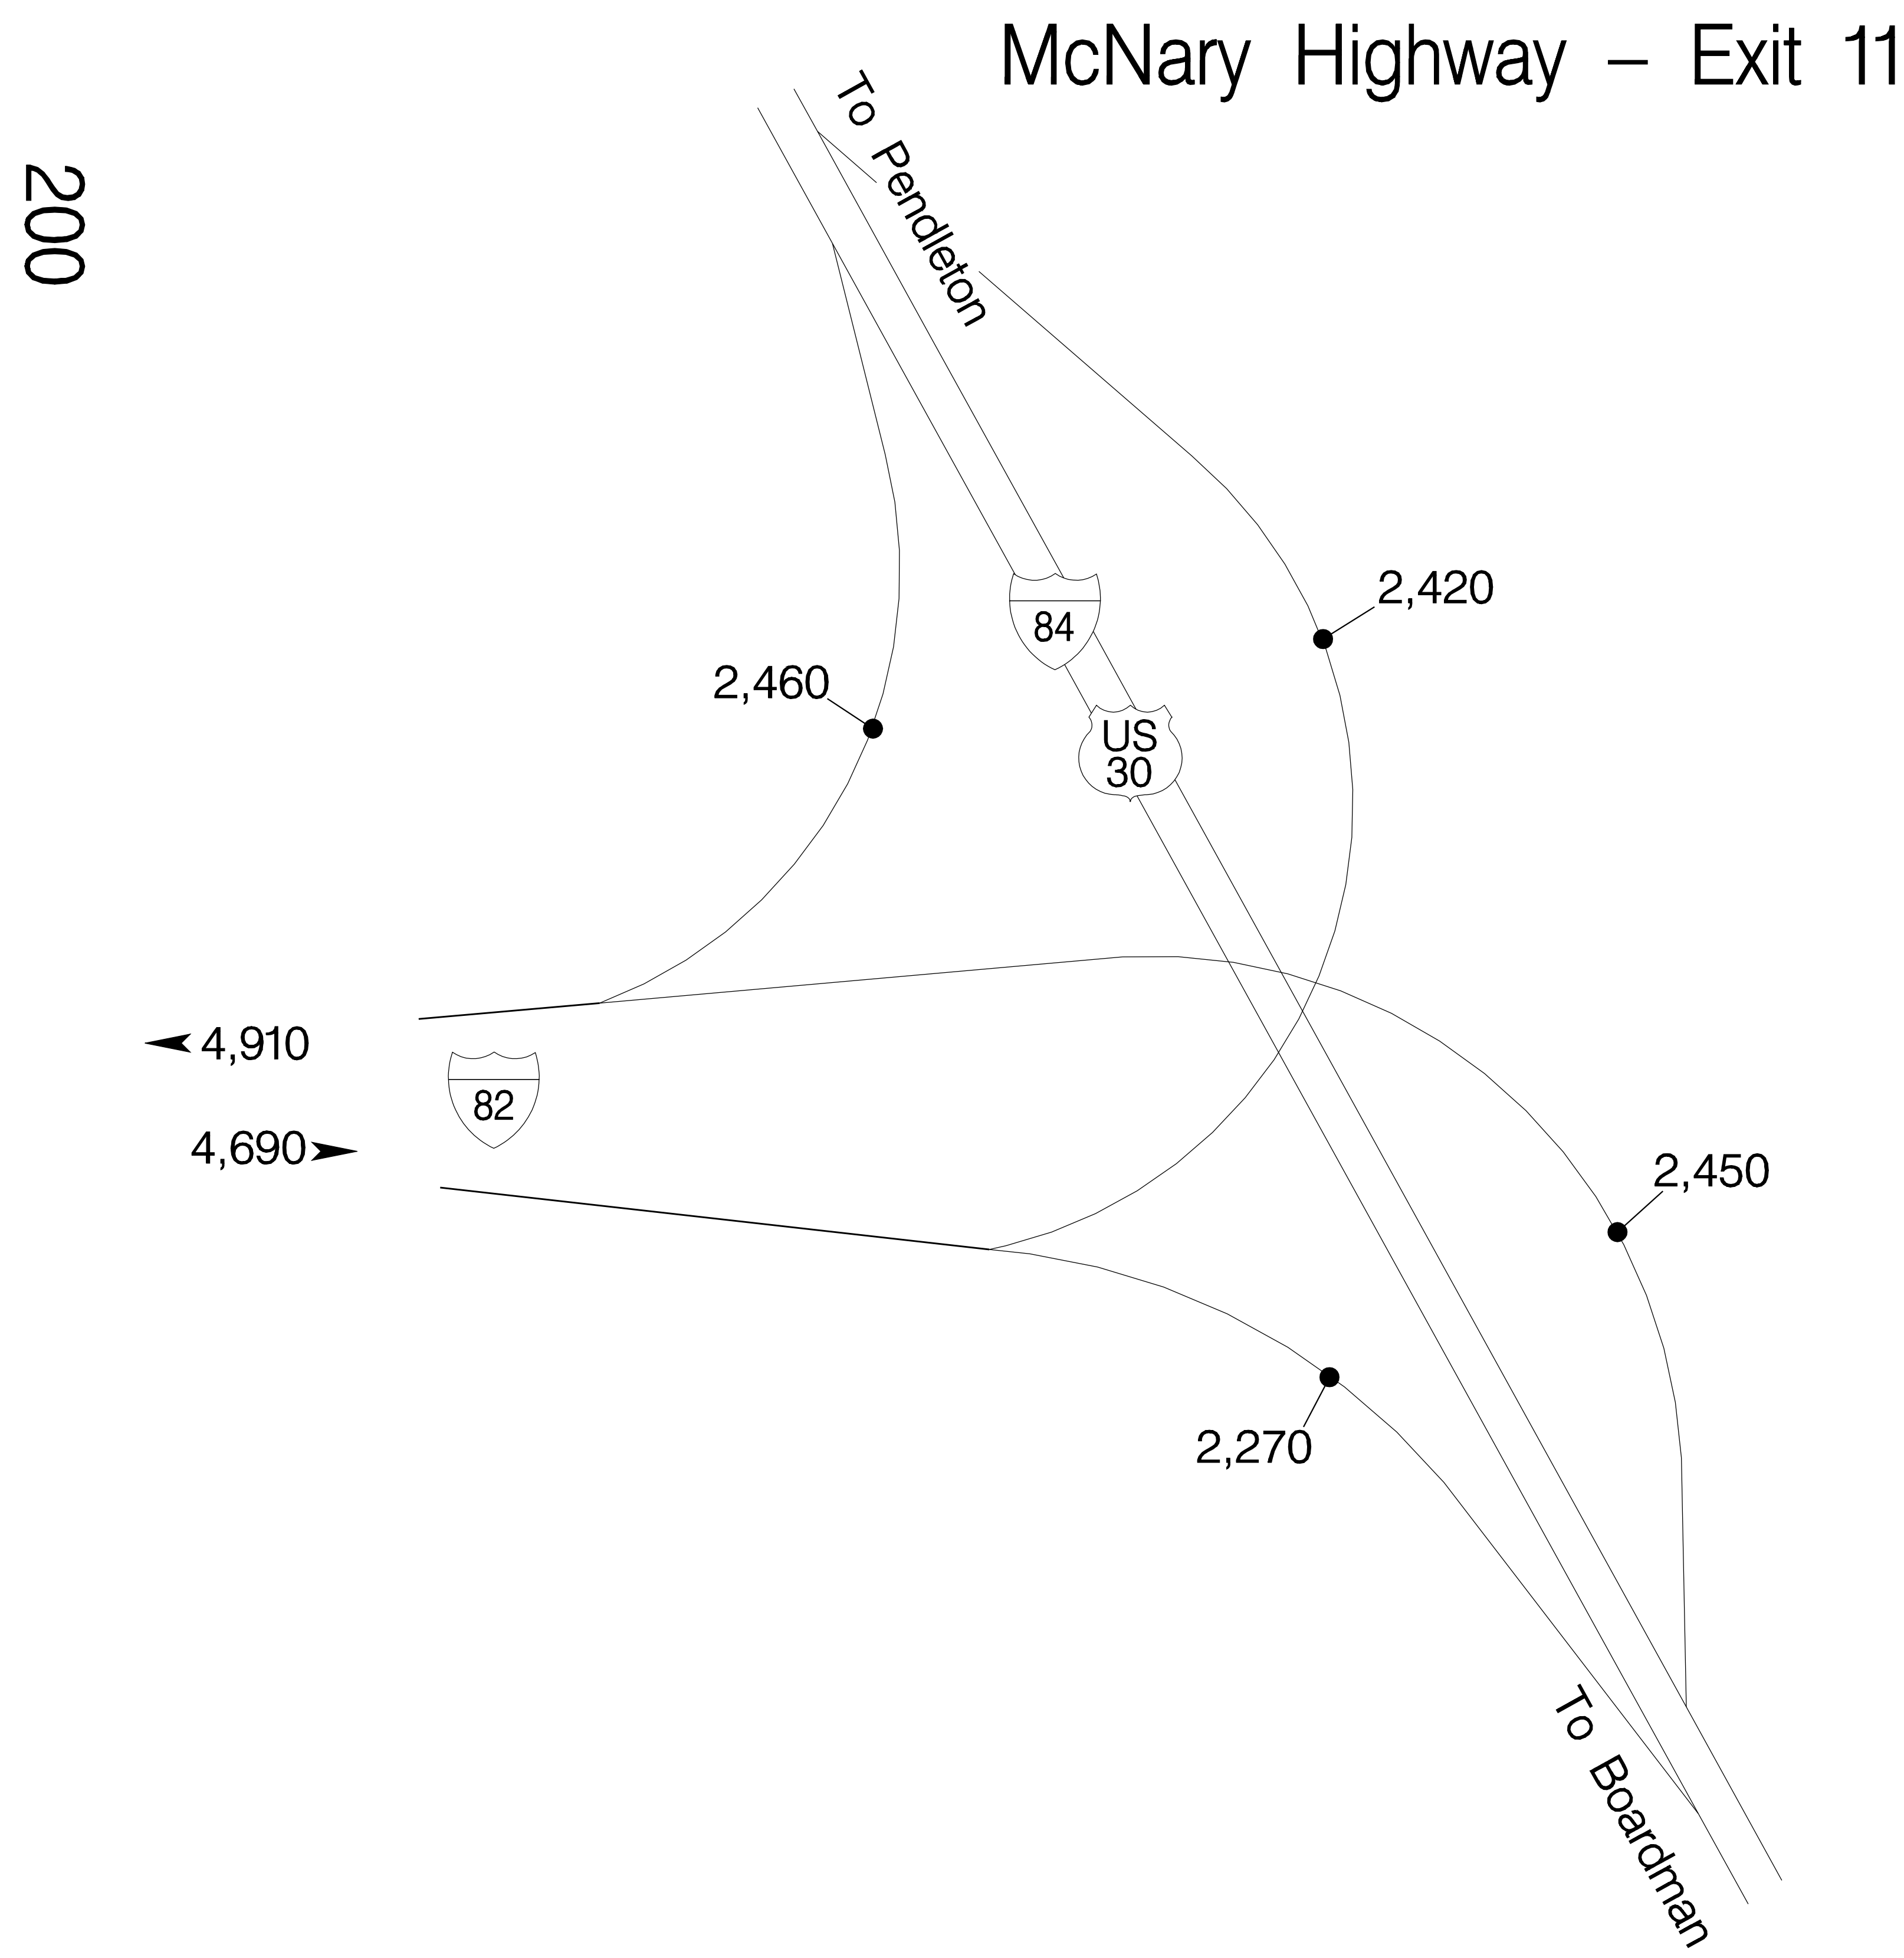 McNary Highway – Exit 11
200
To Pendleton
2,420
84
2,460
US
30
4,910
82
4,690
2,450
2,270
To Boardman